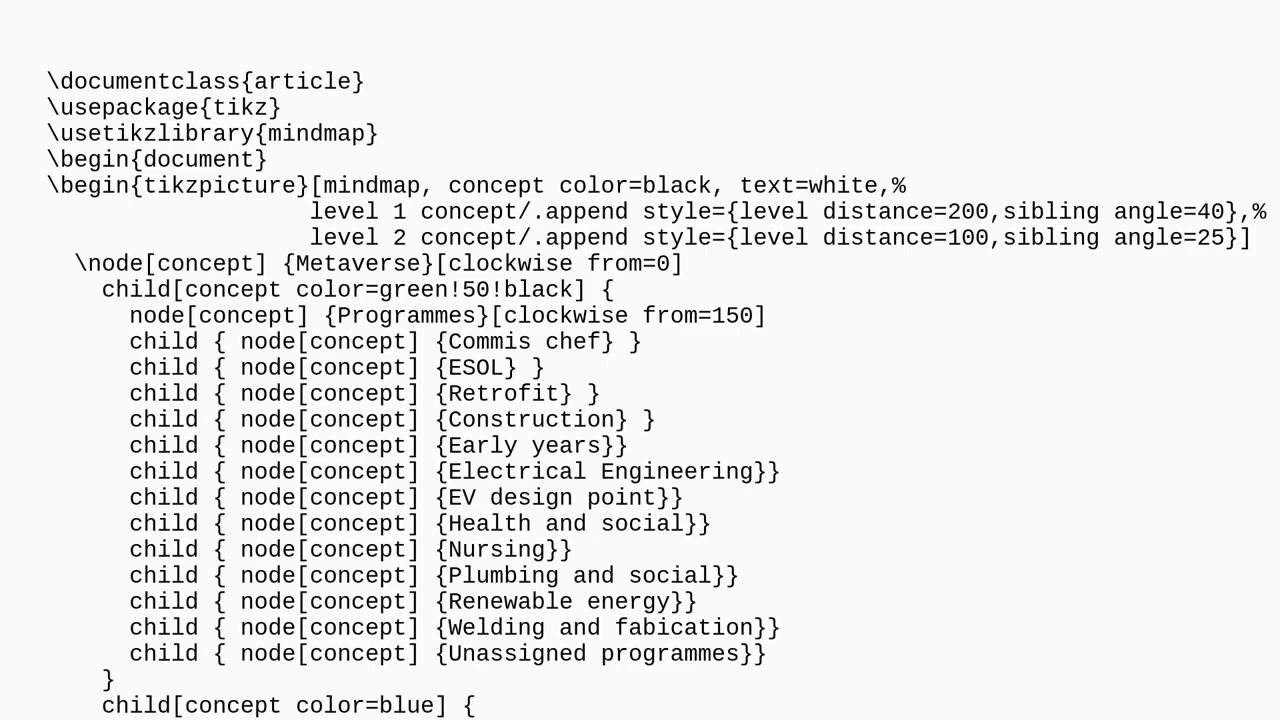 \documentclass{article}
\usepackage{tikz}
\usetikzlibrary{mindmap}
\begin{document}
\begin{tikzpicture}[mindmap, concept color=black, text=white,%
level 1 concept/.append style={level distance=200,sibling angle=40},%
level 2 concept/.append style={level distance=100,sibling angle=25}]
\node[concept] {Metaverse}[clockwise from=0]
child[concept color=green!50!black] {
node[concept] {Programmes}[clockwise from=150]
child { node[concept] {Commis chef} }
child { node[concept] {ESOL} }
child { node[concept] {Retrofit} }
child { node[concept] {Construction} }
child { node[concept] {Early years}}
child { node[concept] {Electrical Engineering}}
child { node[concept] {EV design point}}
child { node[concept] {Health and social}}
child { node[concept] {Nursing}}
child { node[concept] {Plumbing and social}}
child { node[concept] {Renewable energy}}
child { node[concept] {Welding and fabication}}
child { node[concept] {Unassigned programmes}}
}
child[concept color=blue] {